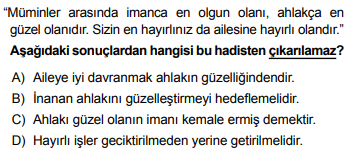 “Müminler arasında imanca en olgun olanı, ahlakça en
güzel olanıdır. Sizin en hayırlınız da ailesine hayırlı olandır.”
Aşağıdaki sonuçlardan hangisi bu hadisten çıkarılamaz?
A) Aileye iyi davranmak ahlakın güzelliğindendir.
B) İnanan ahlakını güzelleştirmeyi hedeflemelidir.
C) Ahlakı güzel olanın imanı kemale ermiş demektir.
D) Hayırlı işler geciktirilmeden yerine getirilmelidir.